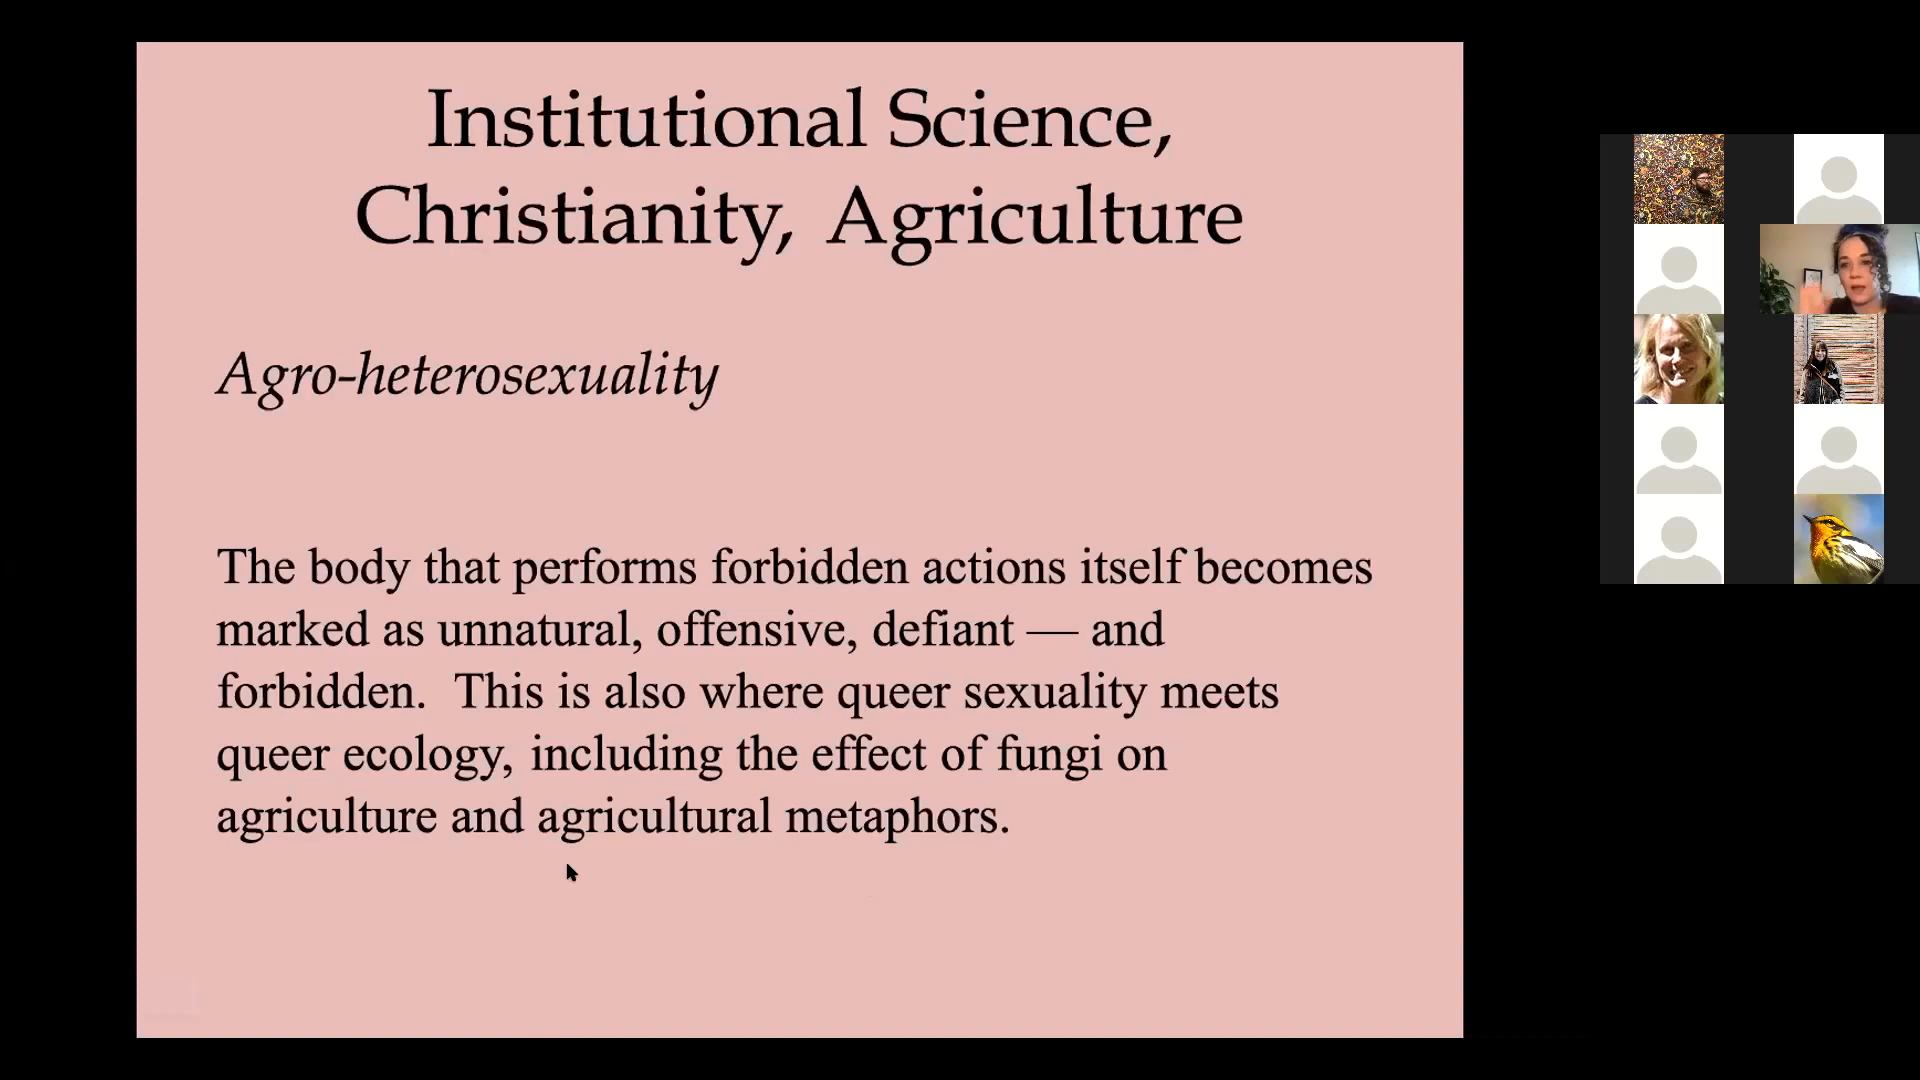 Institutional Science,
Christianity, Agriculture
Agro-heterosexuality
The body that performs forbidden actions itself becomes
marked as unnatural, offensive, defiant — and
forbidden.  This is also where queer sexuality meets
queer ecology, including the effect of fungi on
agriculture and agricultural metaphors.